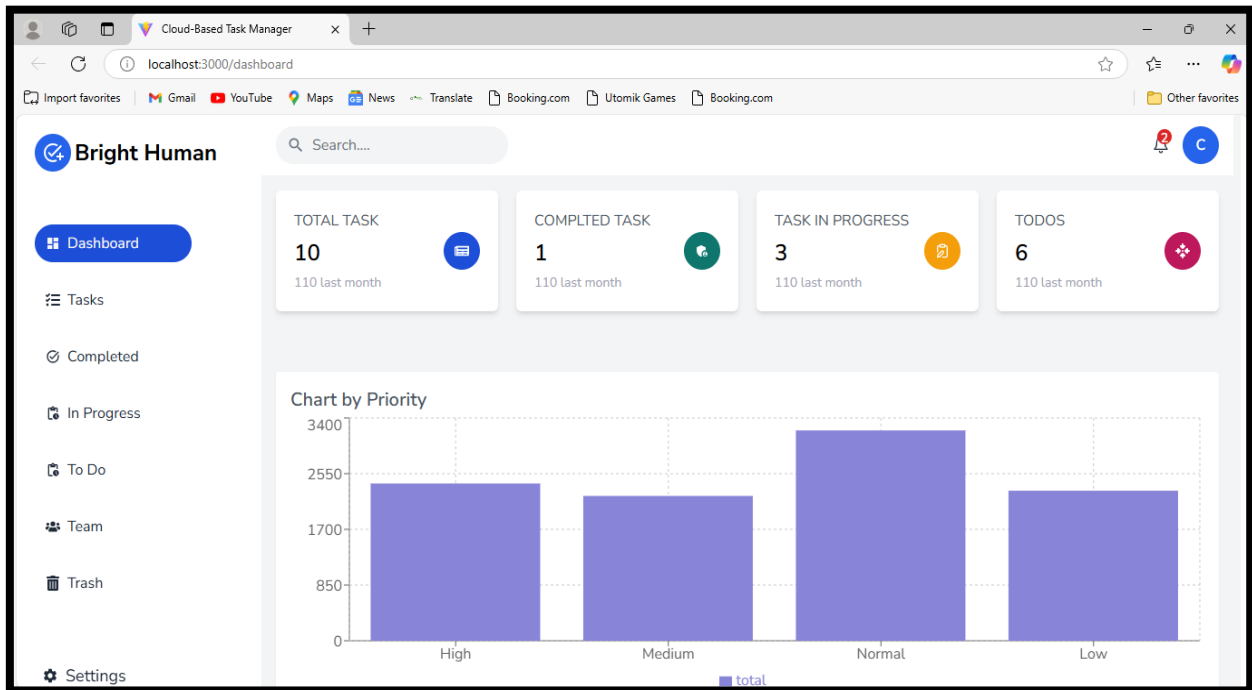 Cloud-Based Task Manager
localhost:3000/dashboard
Import favorites Gmail YouTube Maps News Translate Booking.com Utomik Games Booking.com Other favorites
Bright Human
Search....
2
C
Dashboard
Tasks
Completed
In Progress
To Do
Team
Trash
Settings
TOTAL TASK
10
110 last month
COMPLTED TASK
1
110 last month
TASK IN PROGRESS
3
110 last month
TODOS
6
110 last month
Chart by Priority
3400
2550
1700
850
0
High Medium Normal Low
total